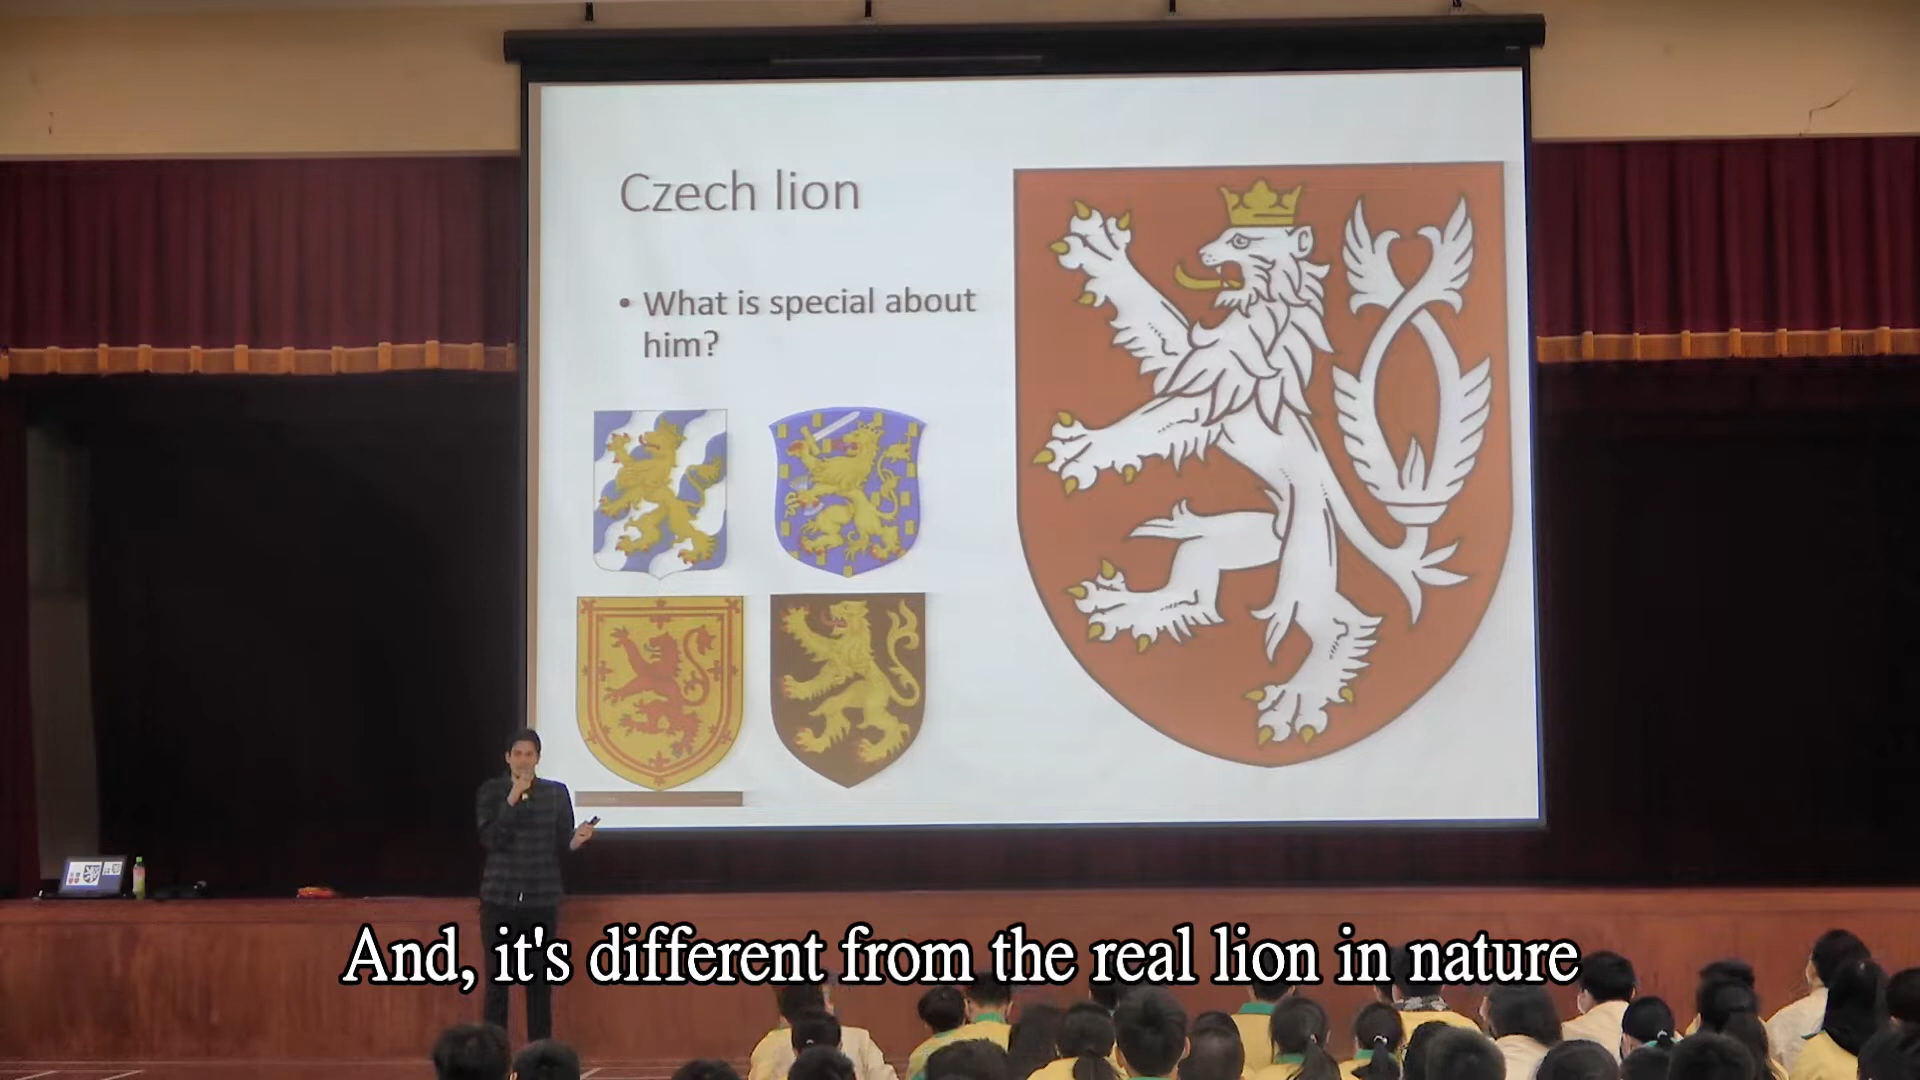 Czech lion
• What is special about
him?
And, it's different from the real lion in nature